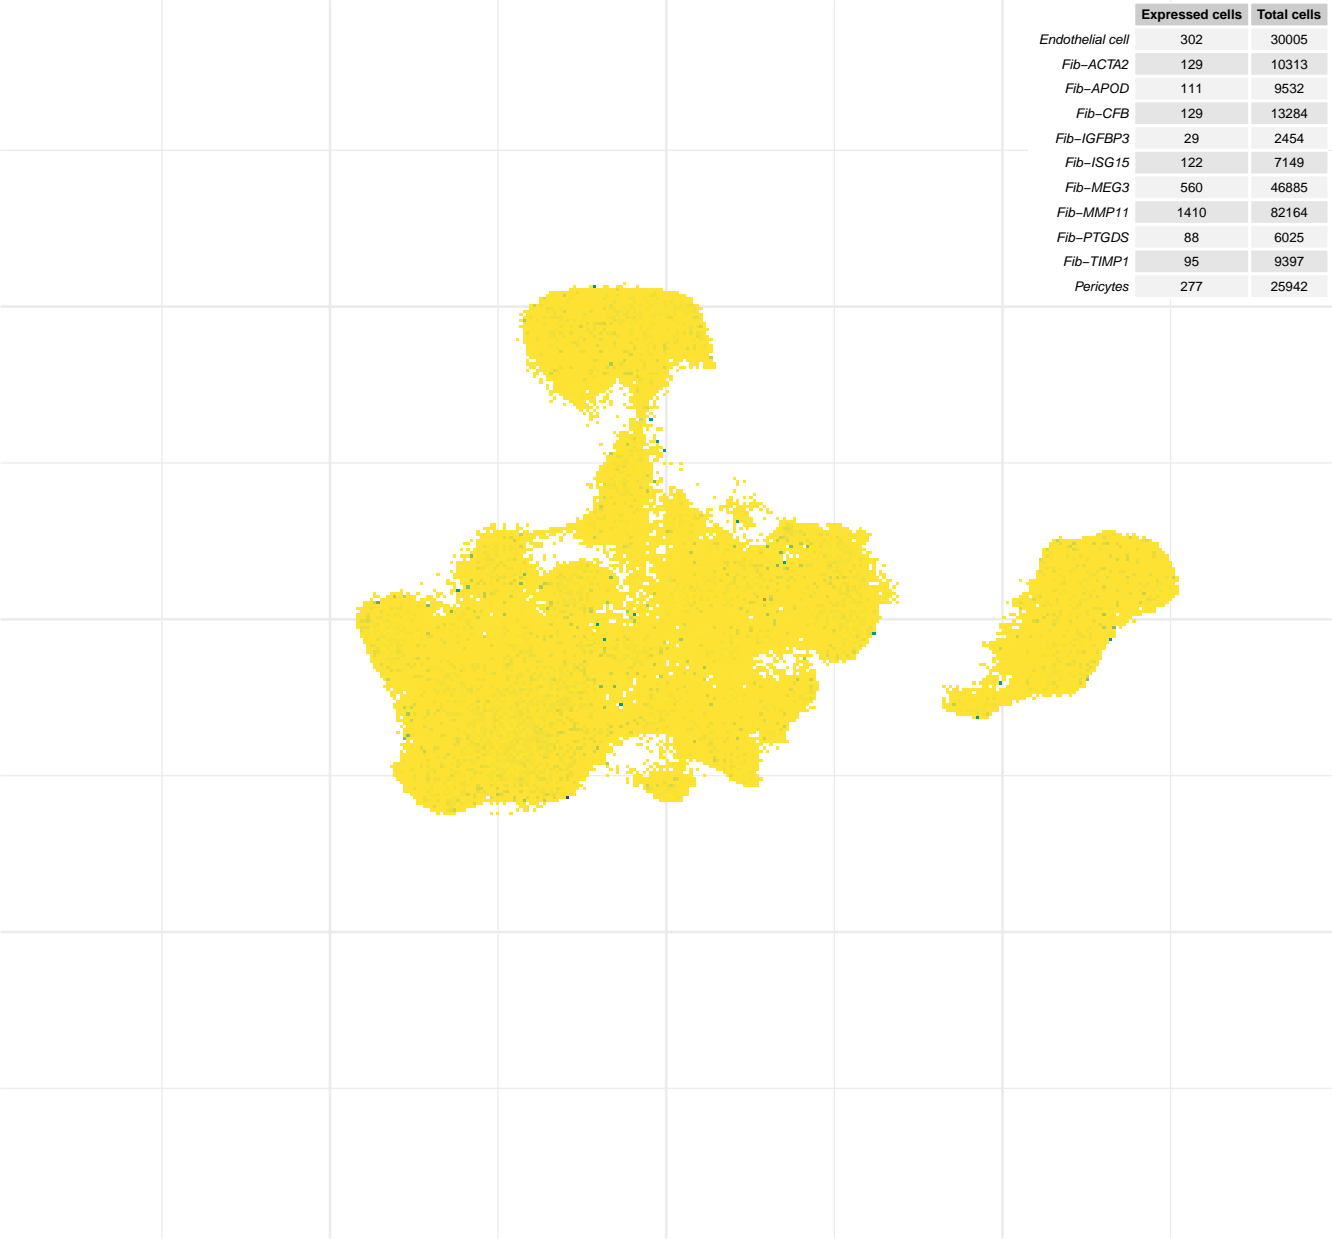 Expressed cells Total cells
Endothelial cell 302 30005
Fib−ACTA2 129 10313
Fib−APOD 111 9532
Fib−CFB 129 13284
Fib−IGFBP3 29 2454
Fib−ISG15 122 7149
Fib−MEG3 560 46885
Fib−MMP11 1410 82164
Fib−PTGDS 88 6025
Fib−TIMP1 95 9397
Pericytes 277 25942